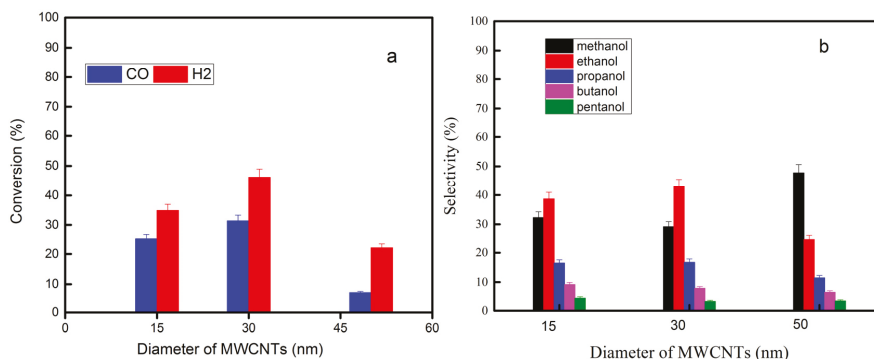 a
CO H2
Conversion (%)
100
90
80
70
60
50
40
30
20
10
0
0 15 30 45 60
Diameter of MWCNTs (nm)
b
methanol
ethanol
propanol
butanol
pentanol
Selectivity (%)
100
90
80
70
60
50
40
30
20
10
0
15 30 50
Diameter of MWCNTs (nm)